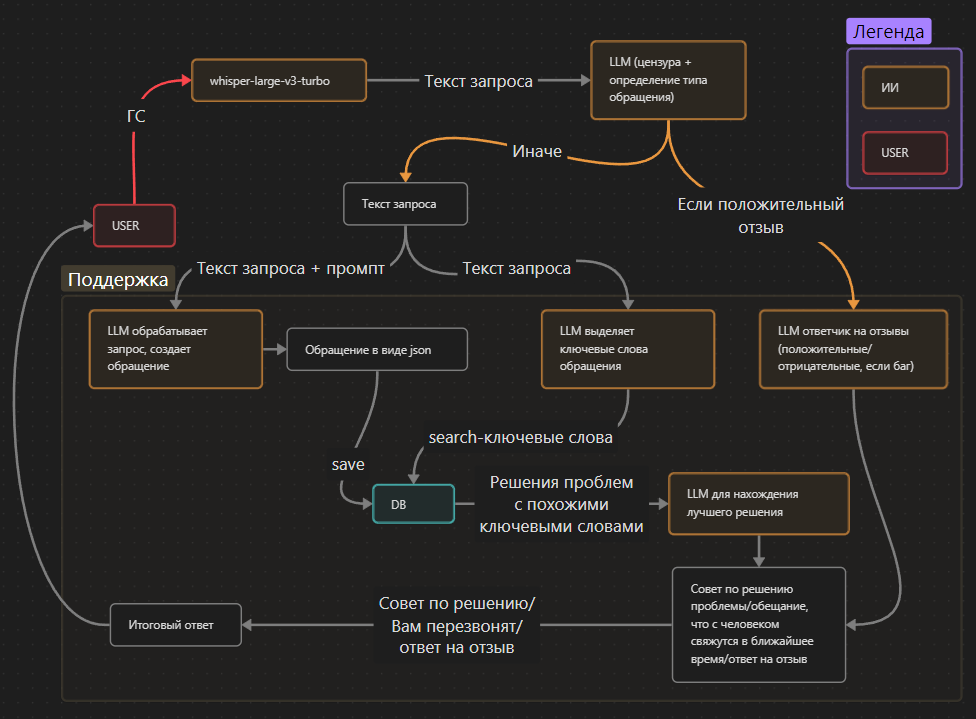 Легенда
ИИ
USER
whisper-large-v3-turbo
Текст запроса
LLM (цензура +
определение типа
обращения)
ГС
Иначе
Текст запроса
Если положительный
отзыв
USER
Поддержка
Текст запроса + промпт
Текст запроса
LLM обрабатывает
запрос, создает
обращение
Обращение в виде json
LLM выделяет
ключевые слова
обращения
LLM ответчик на отзывы
(положительные/
отрицательные, если баг)
search-ключевые слова
save
DB
Решения проблем
с похожими
ключевыми словами
LLM для нахождения
лучшего решения
Совет по решению
проблемы/обещание,
что с человеком
свяжутся в ближайшее
время/ответ на отзыв
Совет по решению/
Вам перезвонят/
ответ на отзыв
Итоговый ответ